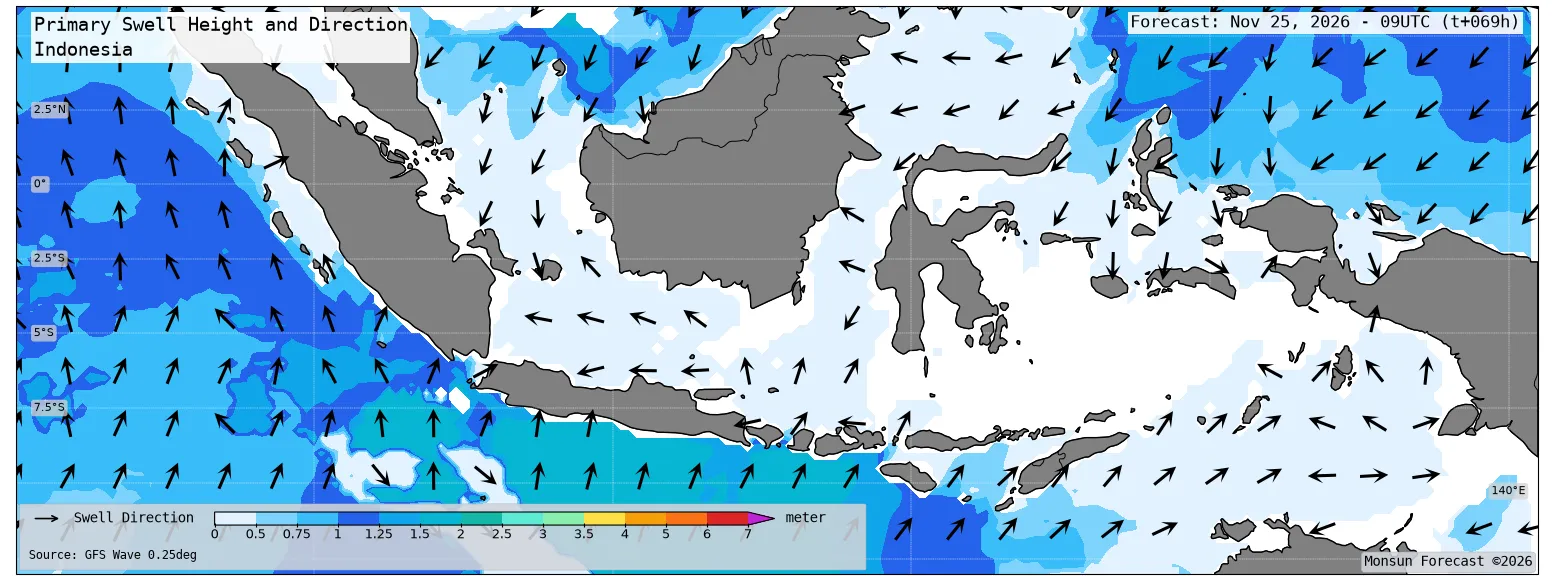 Primary Swell Height and Direction
Indonesia
Forecast: Nov 25, 2026 - 09UTC (t+069h)
2.5°N
0°
2.5°S
5°S
7.5°S
140°E
Swell Direction
0 0.5 0.75 1 1.25 1.5 2 2.5 3 3.5 4 5 6 7
meter
Source: GFS Wave 0.25deg
Monsun Forecast ©2026